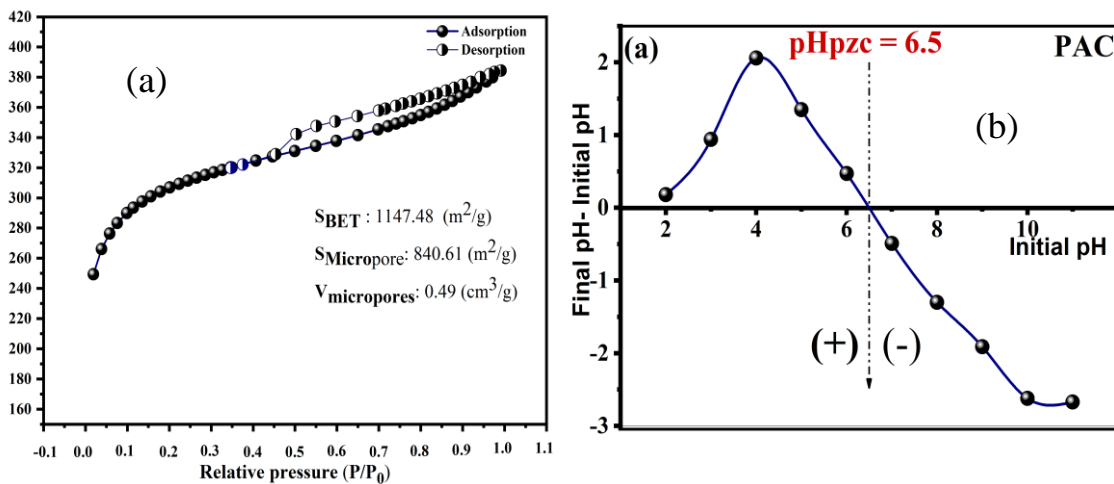 Adsorption
Desorption
(a)
S_BET : 1147.48 (m²/g)
S_Micropore: 840.61 (m²/g)
V_micropores: 0.49 (cm³/g)
420
400
380
360
340
320
300
280
260
240
220
200
180
160
-0.1 0.0 0.1 0.2 0.3 0.4 0.5 0.6 0.7 0.8 0.9 1.0 1.1
Relative pressure (P/P₀)
(a)
pHpzc = 6.5
PAC
(b)
Final pH- Initial pH
2
1
0
-1
-2
-3
2 4 6 8 10
Initial pH
(+) (-)